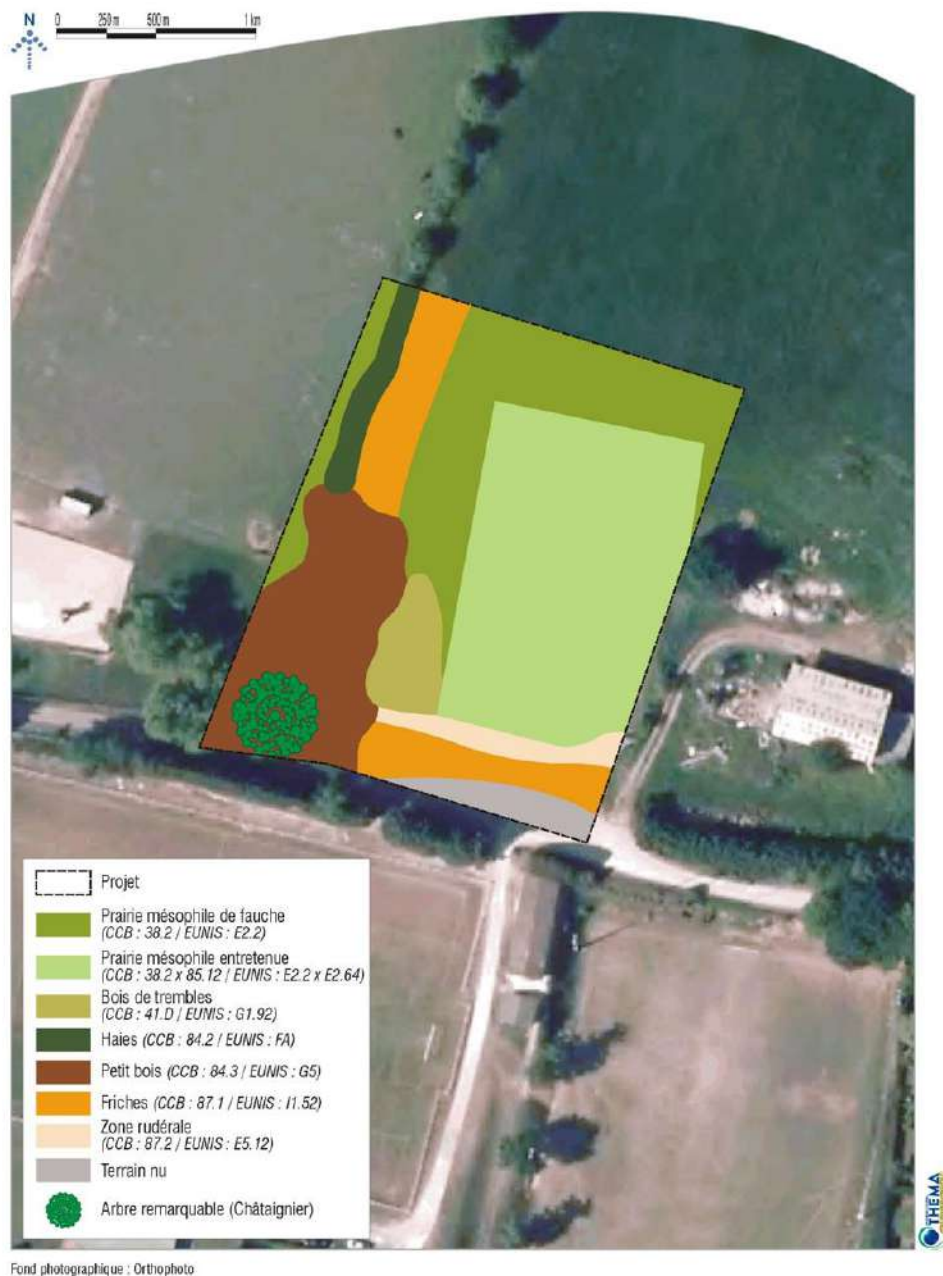 N
0 250 m 500 m 1 km
Projet
Prairie mésophile de fauche
(CCB : 38.2 / EUNIS : E2.2)
Prairie mésophile entretenue
(CCB : 38.2 x 85.12 / EUNIS : E2.2 x E2.64)
Bois de trembles
(CCB : 41.D / EUNIS : G1.92)
Haies (CCB : 84.2 / EUNIS : FA)
Petit bois (CCB : 84.3 / EUNIS : G5)
Friches (CCB : 87.1 / EUNIS : I1.52)
Zone rudérale
(CCB : 87.2 / EUNIS : E5.12)
Terrain nu
Arbre remarquable (Châtaignier)
THEMA
Fond photographique : Orthophoto